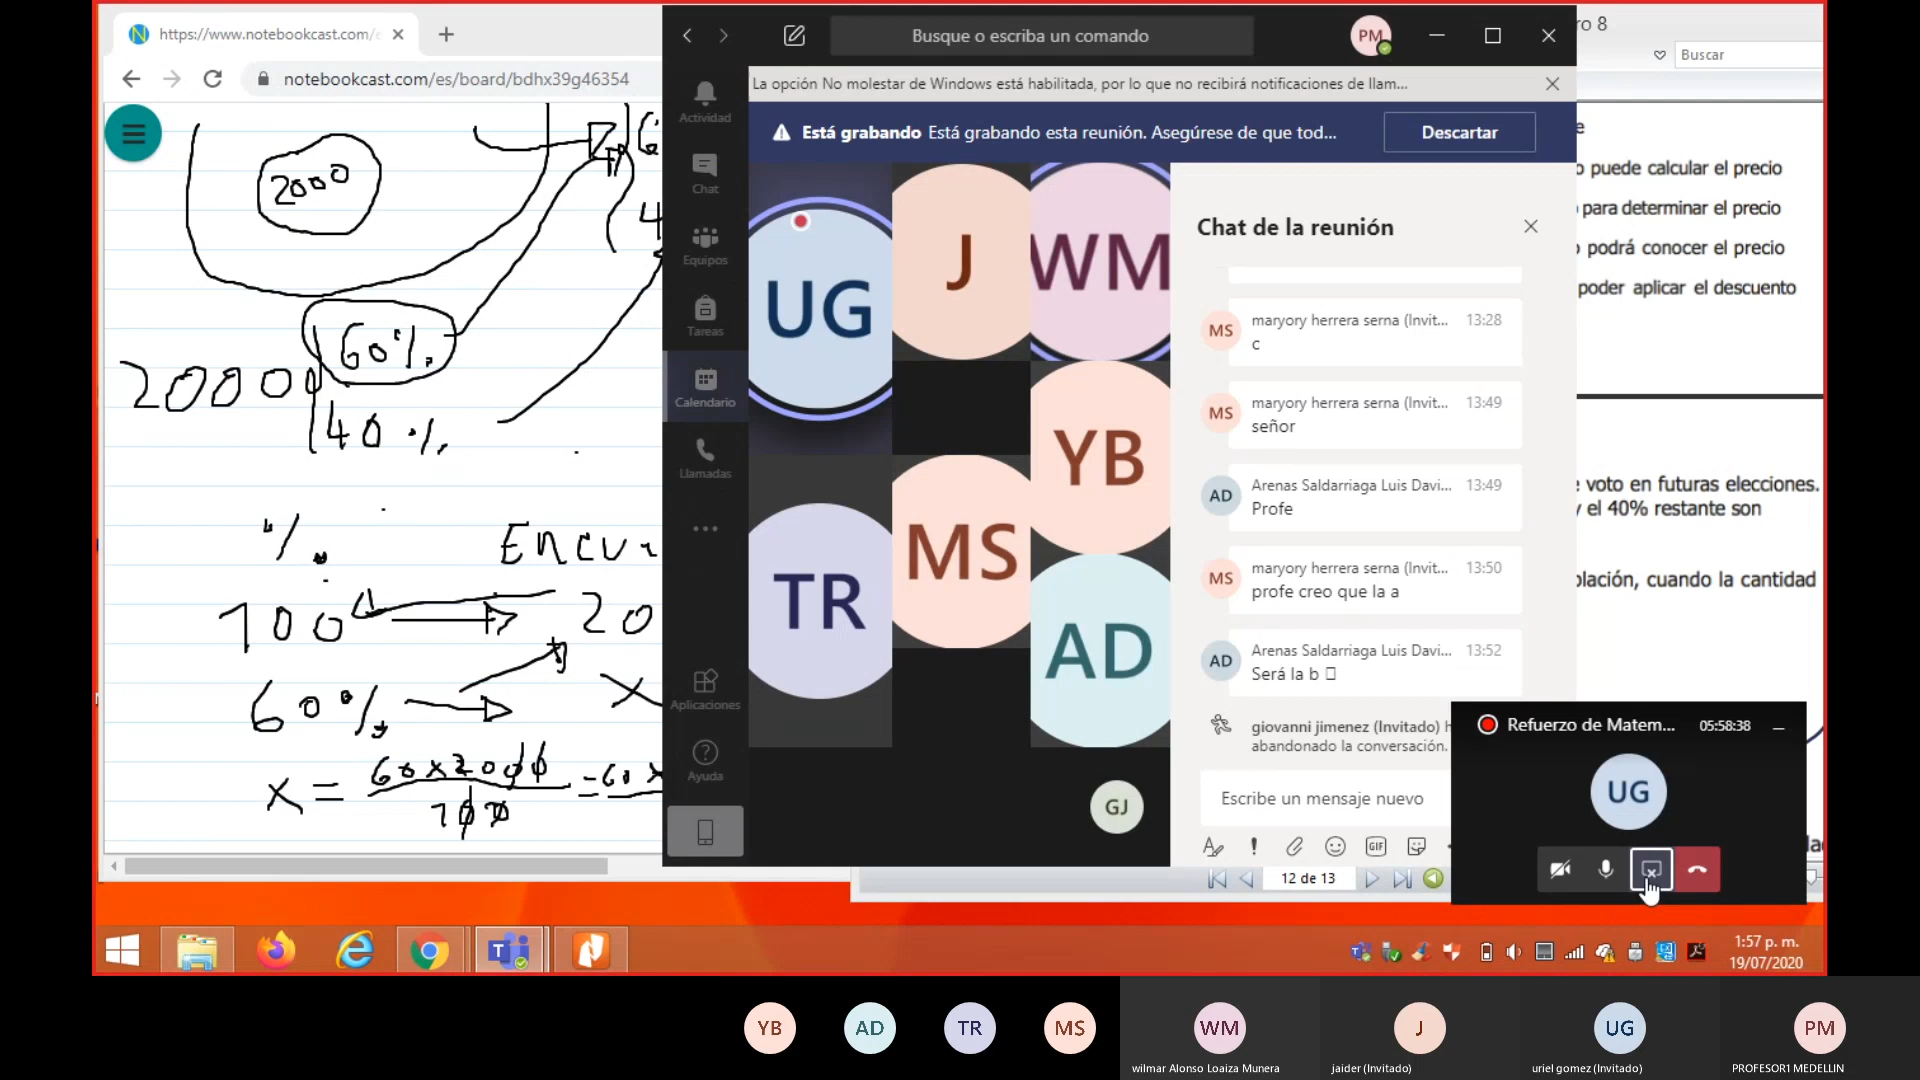 https://www.notebookcast.com/e
notebookcast.com/es/board/bdhx39g46354
2000
60%
20000
40 %
%
ENCU
100
20
60%
x
x = 60x2000 = 60x
100
Busque o escriba un comando
PM
La opción No molestar de Windows está habilitada, por lo que no recibirá notificaciones de llam...
Está grabando Está grabando esta reunión. Asegúrese de que tod...
Descartar
Actividad
Chat
Equipos
Tareas
Calendario
Llamadas
Aplicaciones
Ayuda
UG
J
WM
YB
TR
MS
AD
GJ
Chat de la reunión
MS
maryory herrera serna (Invit... 13:28
c
MS
maryory herrera serna (Invit... 13:49
señor
AD
Arenas Saldarriaga Luis Davi... 13:49
Profe
MS
maryory herrera serna (Invit... 13:50
profe creo que la a
AD
Arenas Saldarriaga Luis Davi... 13:52
Será la b
giovanni jimenez (Invitado) h
abandonado la conversación.
Escribe un mensaje nuevo
GIF
12 de 13
ro 8
Buscar
e
o puede calcular el precio
para determinar el precio
o podrá conocer el precio
poder aplicar el descuento
e voto en futuras elecciones.
y el 40% restante son
olación, cuando la cantidad
Refuerzo de Matem... 05:58:38
UG
1:57 p. m.
19/07/2020
YB
AD
TR
MS
WM
wilmar Alonso Loaiza Munera
J
jaider (Invitado)
UG
uriel gomez (Invitado)
PM
PROFESOR1 MEDELLIN